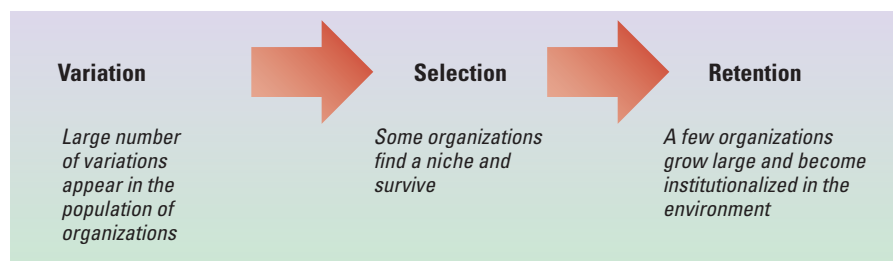 Variation
Large number
of variations
appear in the
population of
organizations
Selection
Some organizations
find a niche and
survive
Retention
A few organizations
grow large and become
institutionalized in the
environment